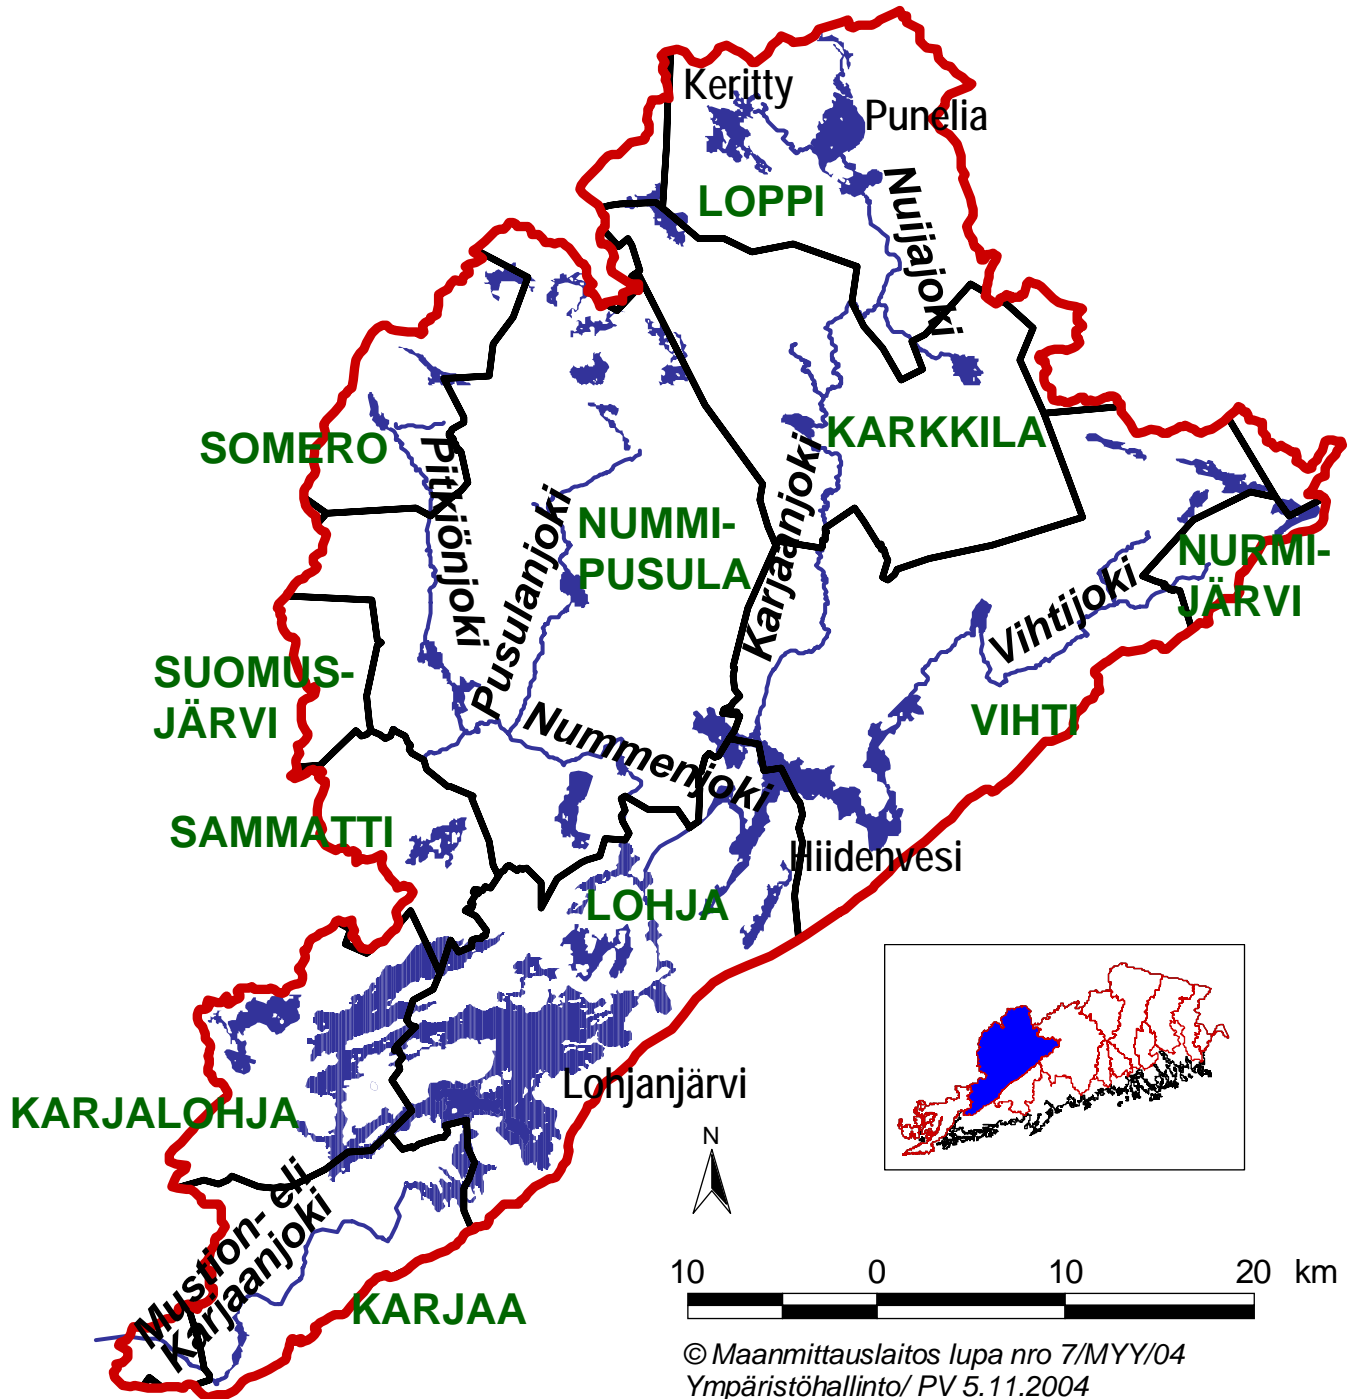 Keritty
Punelia
LOPPI
Nuijajoki
SOMERO
Pitkiönjoki
KARKKILA
Karjaanjoki
NUMMI-
PUSULA
Pusulanjoki
NURMI-
JÄRVI
Vihtijoki
SUOMUS-
JÄRVI
VIHTI
Nummenjoki
SAMMATTI
Hiidenvesi
LOHJA
Lohjanjärvi
KARJALOHJA
Mustion- eli
Karjaanjoki
KARJAA
N
10 0 10 20 km
© Maanmittauslaitos lupa nro 7/MYY/04
Ympäristöhallinto/ PV 5.11.2004